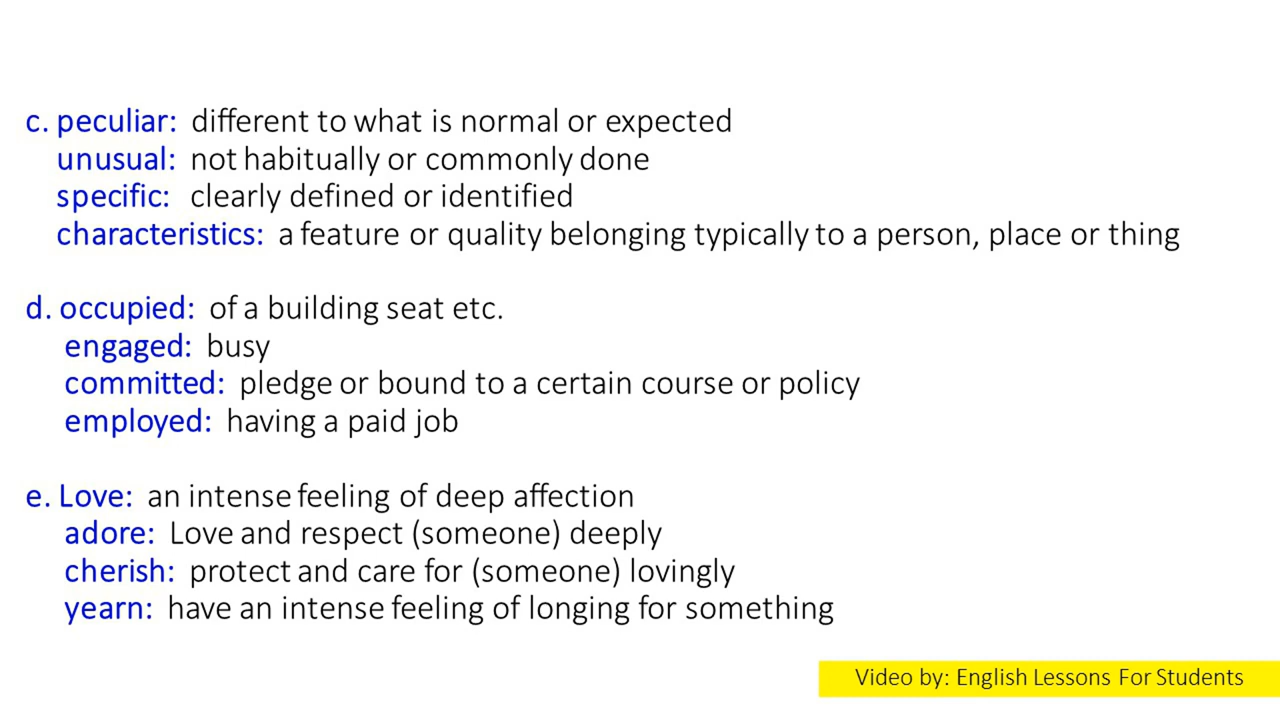 c. peculiar: different to what is normal or expected
unusual: not habitually or commonly done
specific: clearly defined or identified
characteristics: a feature or quality belonging typically to a person, place or thing
d. occupied: of a building seat etc.
engaged: busy
committed: pledge or bound to a certain course or policy
employed: having a paid job
e. Love: an intense feeling of deep affection
adore: Love and respect (someone) deeply
cherish: protect and care for (someone) lovingly
yearn: have an intense feeling of longing for something
Video by: English Lessons For Students